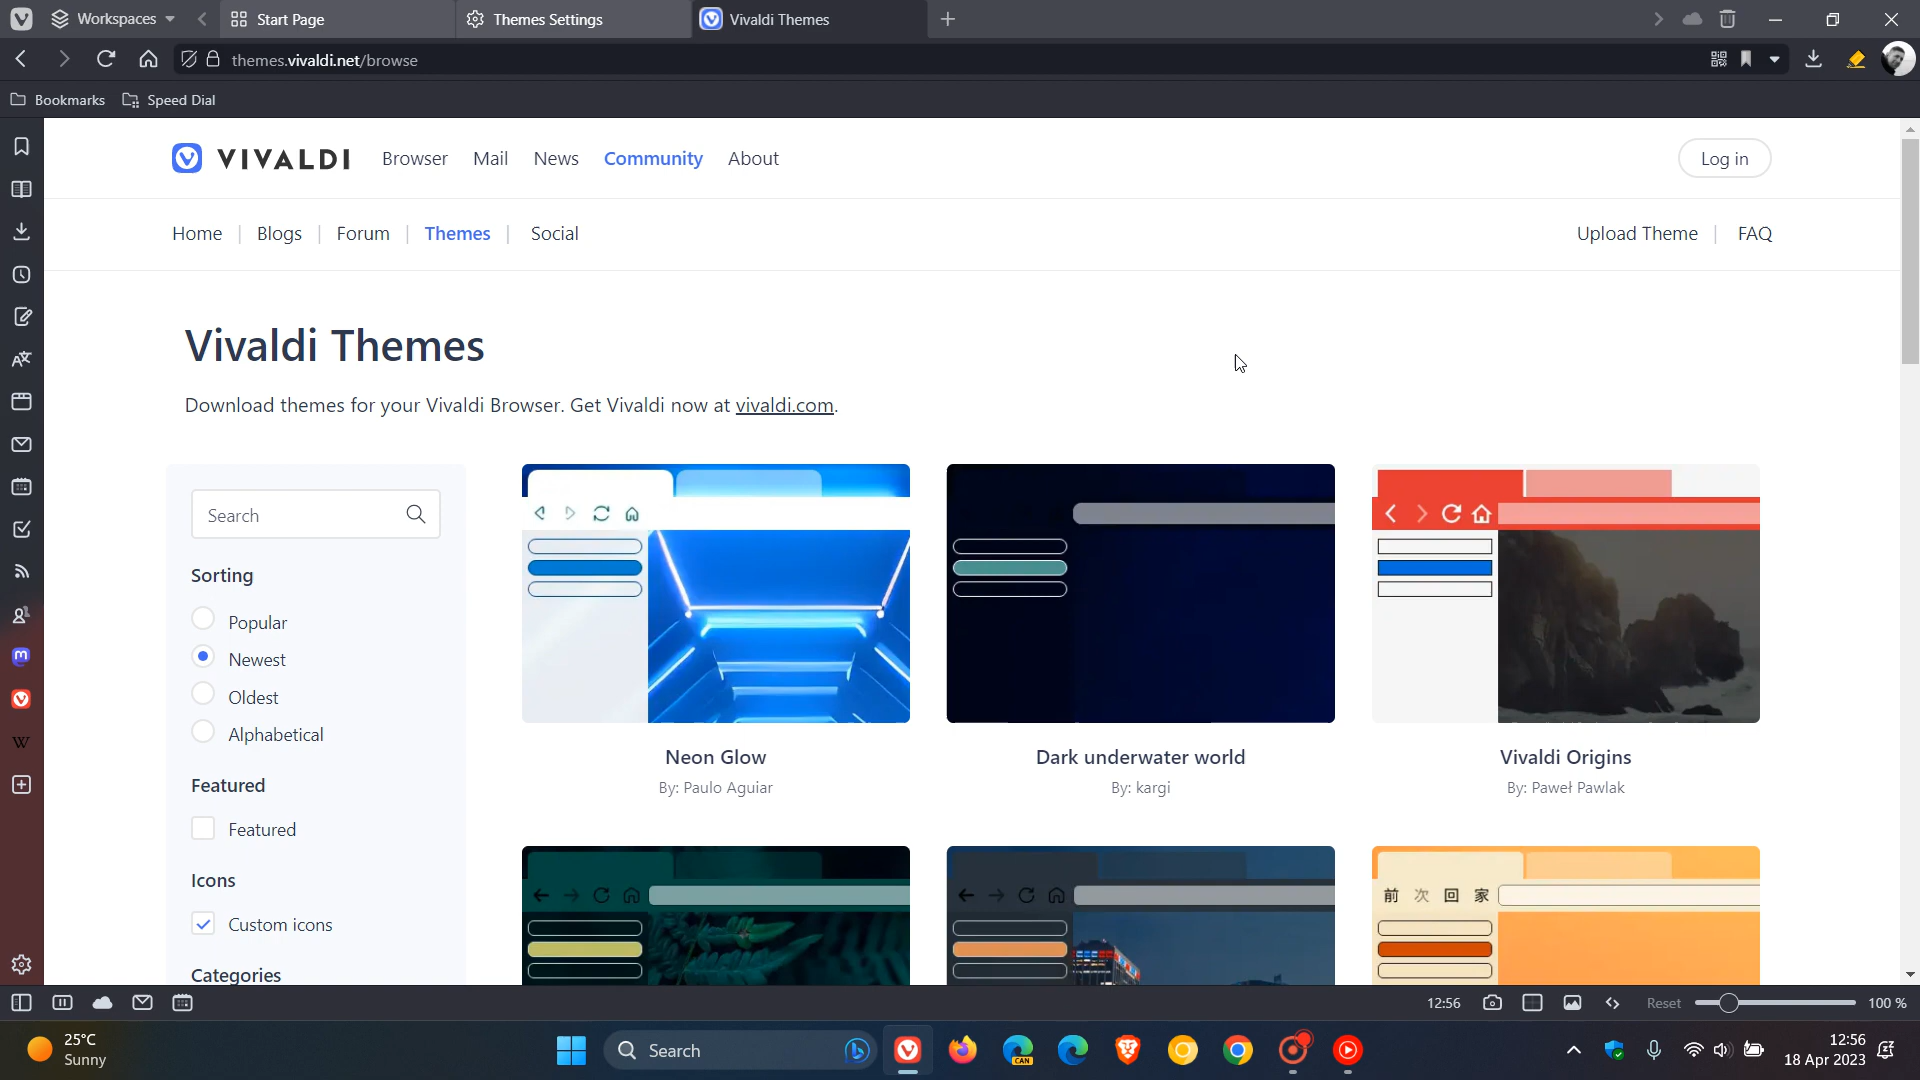 Workspaces
Start Page
Themes Settings
Vivaldi Themes
themes.vivaldi.net/browse
Bookmarks
Speed Dial
VIVALDI
Browser
Mail
News
Community
About
Log in
Home
Blogs
Forum
Themes
Social
Upload Theme
FAQ
Vivaldi Themes
Download themes for your Vivaldi Browser. Get Vivaldi now at vivaldi.com.
Search
Sorting
Popular
Newest
Oldest
Alphabetical
Featured
Featured
Icons
Custom icons
Categories
Neon Glow
By: Paulo Aguiar
Dark underwater world
By: kargi
Vivaldi Origins
By: Paweł Pawlak
前 次 回 家
W
12:56
Reset
100 %
25°C
Sunny
Search
CAN
12:56
18 Apr 2023